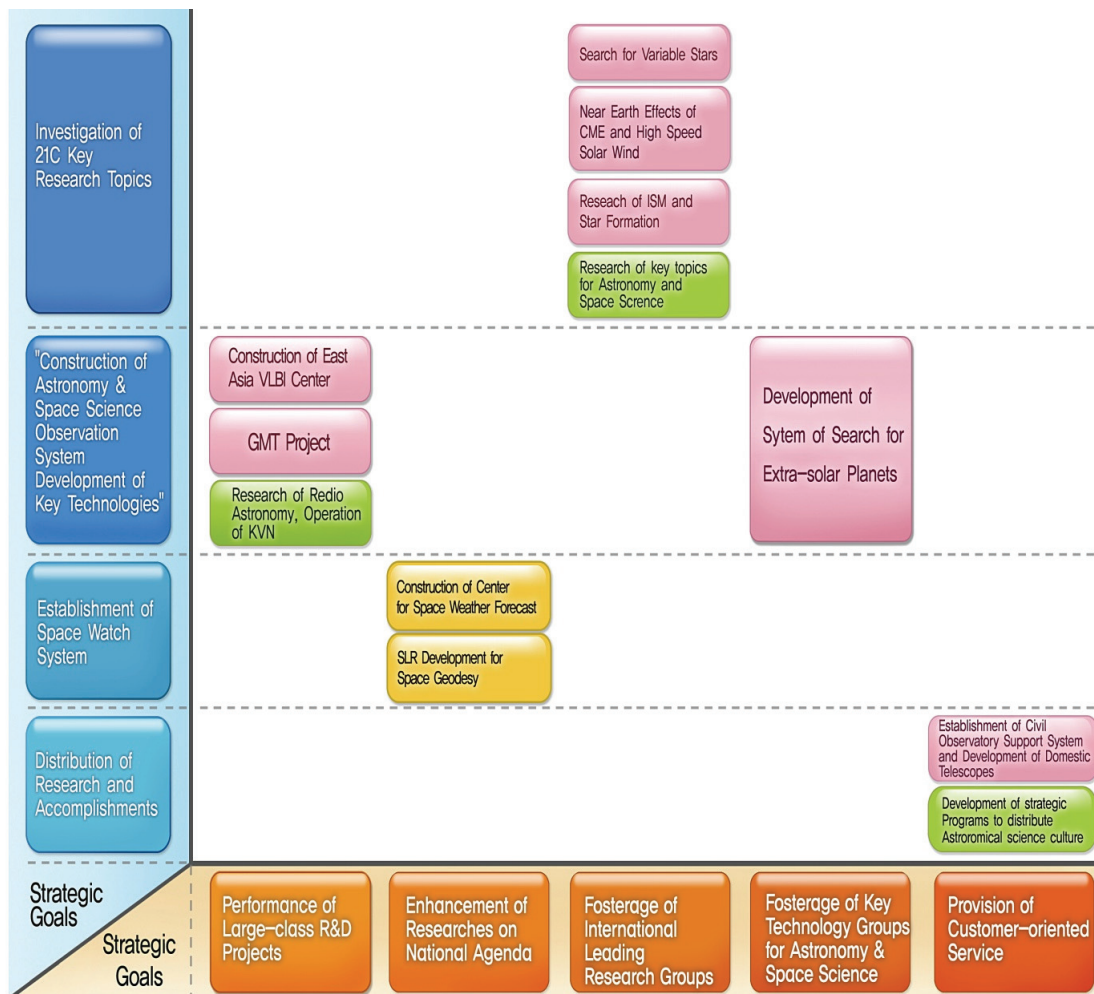 Search for Variable Stars
Near Earth Effects of
CME and High Speed
Solar Wind
Investigation of
21C Key
Research Topics
Reseach of ISM and
Star Formation
Research of key topics
for Astronomy and
Space Scrence
"Construction of
Astronomy &
Space Science
Observation
System
Development of
Key Technologies"
Construction of East
Asia VLBI Center
GMT Project
Research of Redio
Astronomy, Operation
of KVN
Development of
Sytem of Search for
Extra-solar Planets
Establishment of
Space Watch
System
Construction of Center
for Space Weather Forecast
SLR Development for
Space Geodesy
Distribution of
Research and
Accomplishments
Establishment of Civil
Observatory Support System
and Development of Domestic
Telescopes
Development of strategic
Programs to distribute
Astroromical science culture
Strategic
Goals
Strategic
Goals
Performance of
Large-class R&D
Projects
Enhancement of
Researches on
National Agenda
Fosterage of
International
Leading
Research Groups
Fosterage of Key
Technology Groups
for Astronomy &
Space Science
Provision of
Customer-oriented
Service